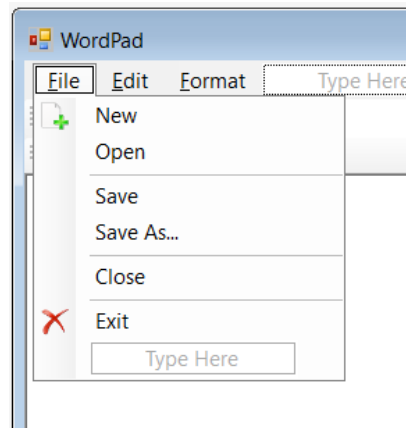 WordPad
File Edit Format Type Here
New
Open
Save
Save As...
Close
Exit
Type Here